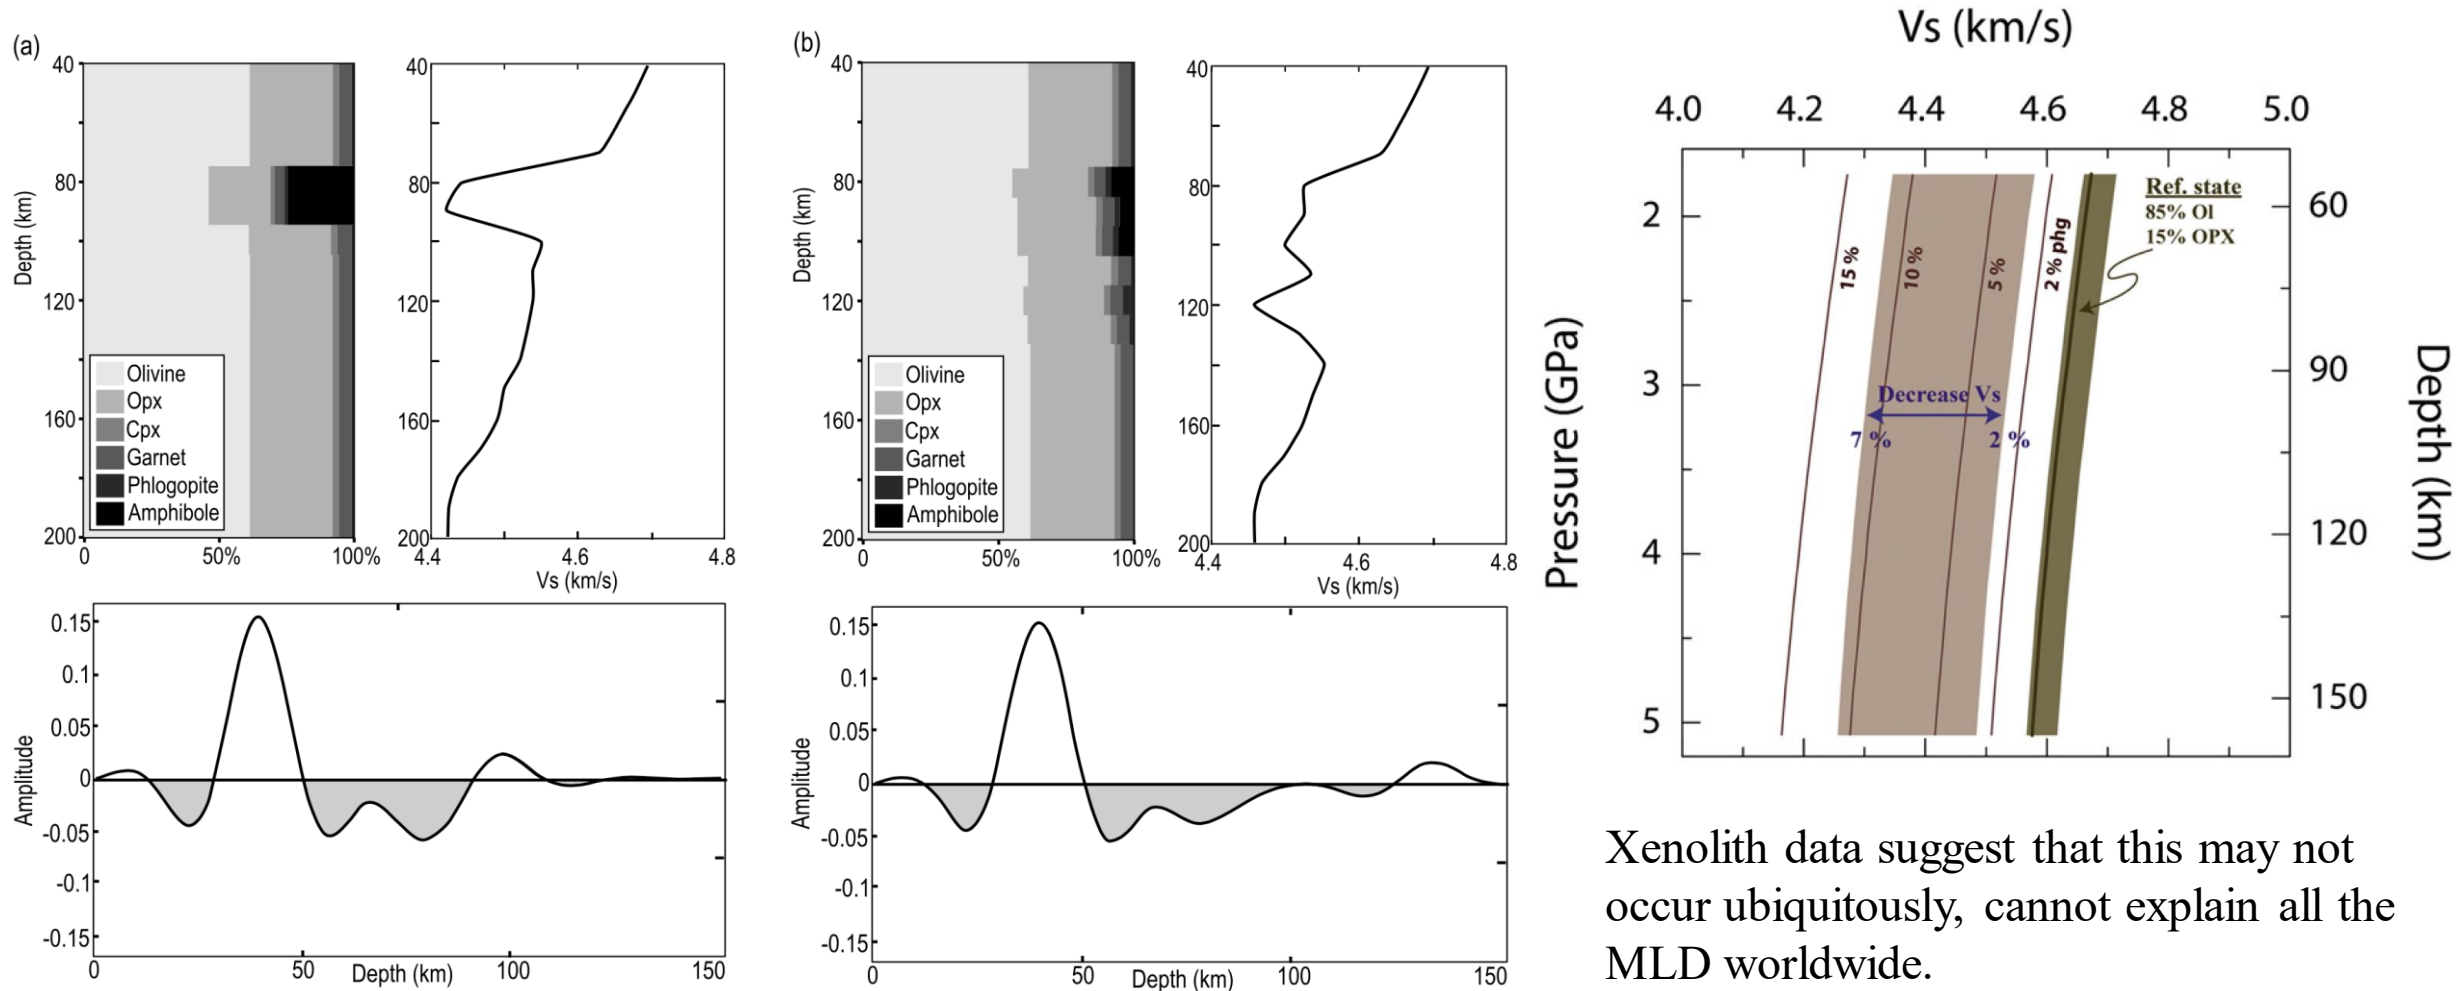 (a)
40
80
120
160
200
Depth (km)
0
50%
100%
Olivine
Opx
Cpx
Garnet
Phlogopite
Amphibole
40
80
120
160
200
4.4
4.6
4.8
Vs (km/s)
0.15
0.1
0.05
0
-0.05
-0.1
-0.15
Amplitude
0
50
100
150
Depth (km)
(b)
40
80
120
160
200
Depth (km)
0
50%
100%
Olivine
Opx
Cpx
Garnet
Phlogopite
Amphibole
40
80
120
160
200
4.4
4.6
4.8
Vs (km/s)
0.15
0.1
0.05
0
-0.05
-0.1
-0.15
Amplitude
0
50
100
150
Depth (km)
Vs (km/s)
4.0
4.2
4.4
4.6
4.8
5.0
Pressure (GPa)
2
3
4
5
15 %
10 %
5 %
2 % phg
Ref. state
85% Ol
15% OPX
Decrease Vs
7 %
2 %
60
90
120
150
Depth (km)
Xenolith data suggest that this may not
occur ubiquitously, cannot explain all the
MLD worldwide.